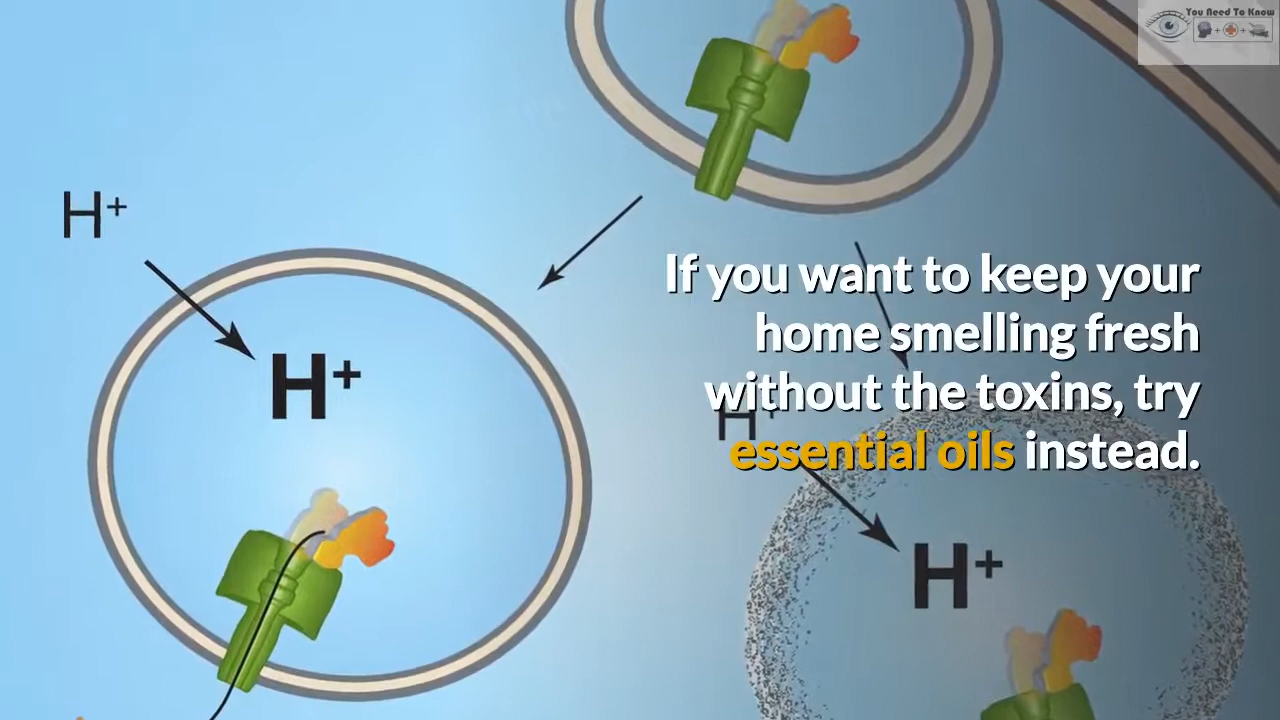 You Need To Know
H+
If you want to keep your
home smelling fresh
without the toxins, try
essential oils instead.
H+
H+
H+